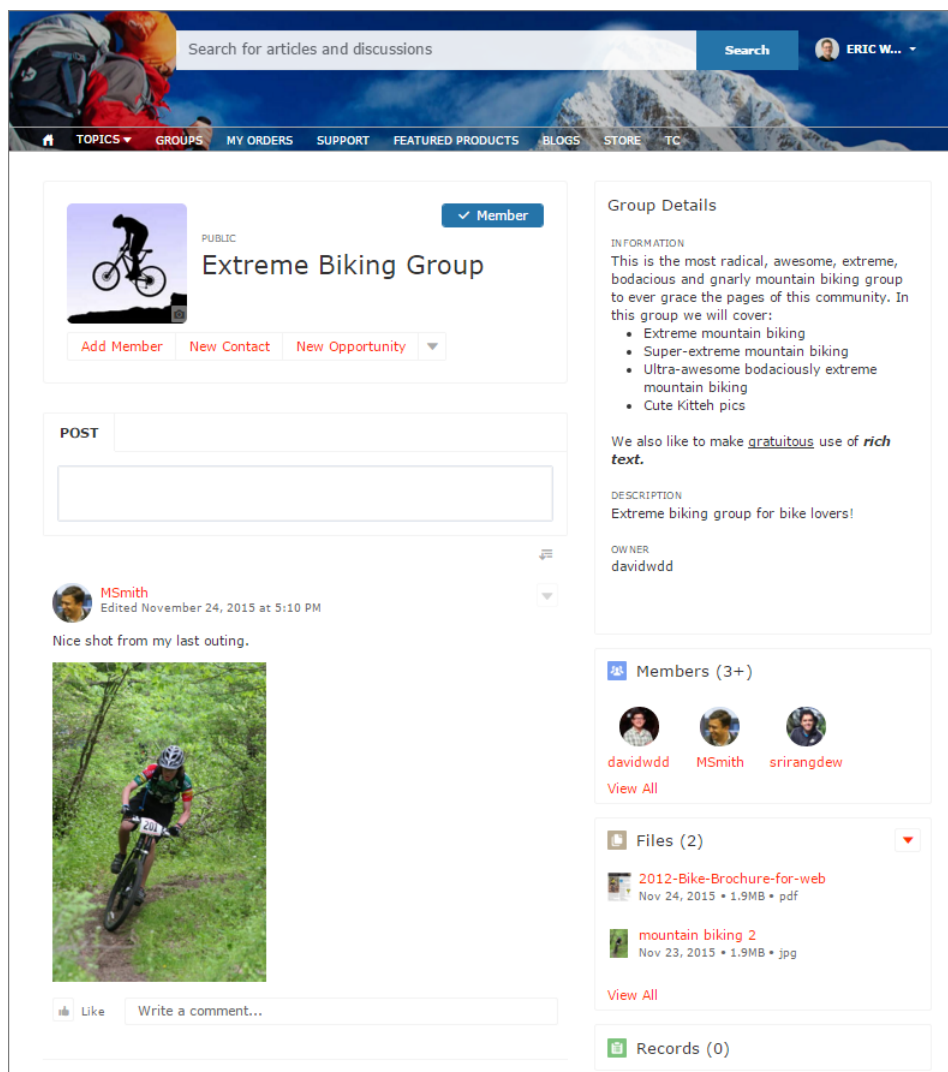 Search for articles and discussions
Search
ERIC W...
TOPICS
GROUPS
MY ORDERS
SUPPORT
FEATURED PRODUCTS
BLOGS
STORE
TC
Member
PUBLIC
Extreme Biking Group
Add Member
New Contact
New Opportunity
POST
MSmith
Edited November 24, 2015 at 5:10 PM
Nice shot from my last outing.
201
Like
Write a comment...
Group Details
INFORMATION
This is the most radical, awesome, extreme,
bodacious and gnarly mountain biking group
to ever grace the pages of this community. In
this group we will cover:
• Extreme mountain biking
• Super-extreme mountain biking
• Ultra-awesome bodaciously extreme
mountain biking
• Cute Kitteh pics
We also like to make gratuitous use of rich
text.
DESCRIPTION
Extreme biking group for bike lovers!
OWNER
davidwdd
Members (3+)
davidwdd
MSmith
srirangdew
View All
Files (2)
2012-Bike-Brochure-for-web
Nov 24, 2015 • 1.9MB • pdf
mountain biking 2
Nov 23, 2015 • 1.9MB • jpg
View All
Records (0)